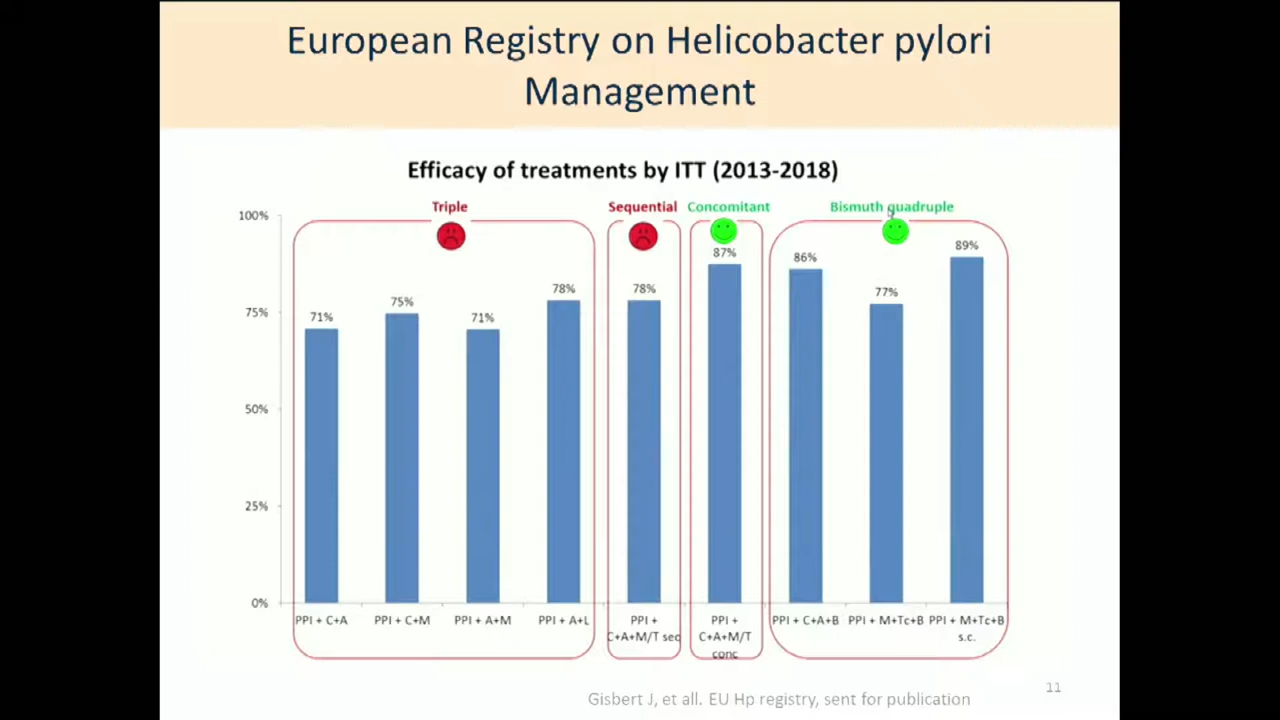 European Registry on Helicobacter pylori
Management
Efficacy of treatments by ITT (2013-2018)
Triple
Sequential
Concomitant
Bismuth quadruple
100%
75%
50%
25%
0%
71%
75%
71%
78%
78%
87%
86%
77%
89%
PPI + C+A
PPI + C+M
PPI + A+M
PPI + A+L
PPI +
C+A+M/T sec
PPI +
C+A+M/T
conc
PPI + C+A+B
PPI + M+Tc+B
PPI + M+Tc+B
s.c.
Gisbert J, et all. EU Hp registry, sent for publication
11